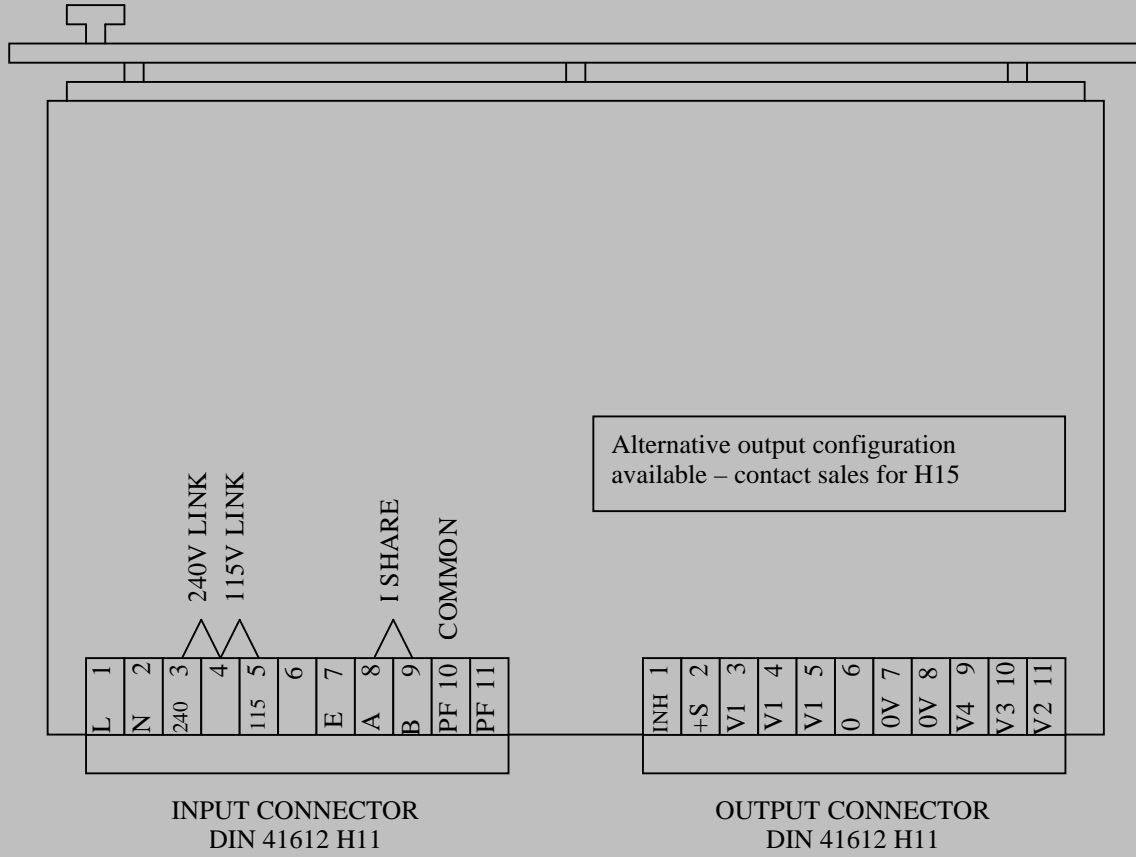 Alternative output configuration
available – contact sales for H15
240V LINK
115V LINK
I SHARE
COMMON
L 1
N 2
240 3
4
115 5
6
E 7
A 8
B 9
PF 10
PF 11
INH 1
+S 2
V1 3
V1 4
V1 5
0 6
0V 7
0V 8
V4 9
V3 10
V2 11
INPUT CONNECTOR
DIN 41612 H11
OUTPUT CONNECTOR
DIN 41612 H11